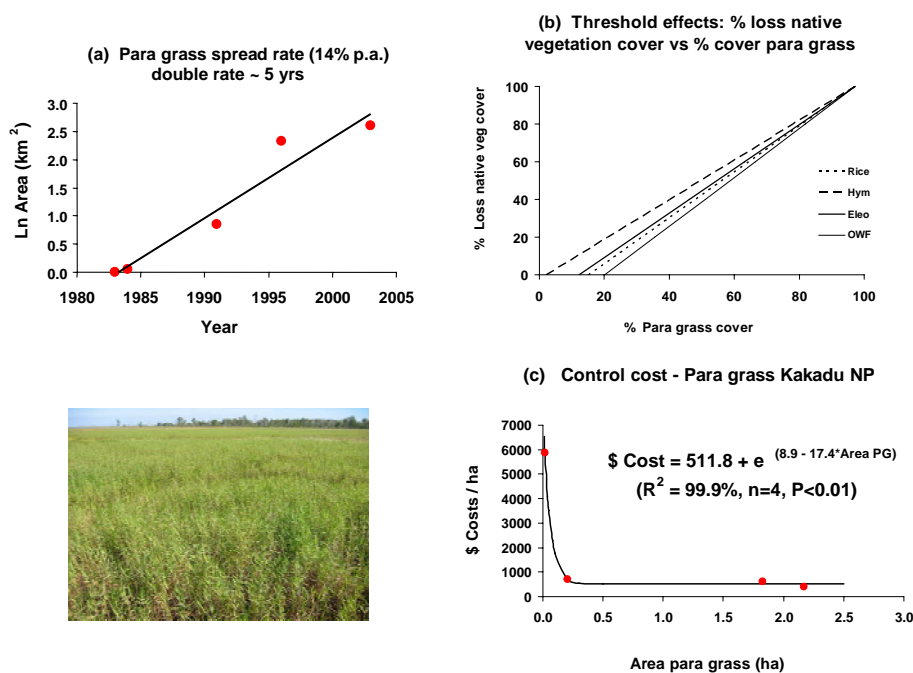 (a) Para grass spread rate (14% p.a.)
double rate ~ 5 yrs
3.0
2.5
2.0
1.5
1.0
0.5
0.0
Ln Area (km²)
1980 1985 1990 1995 2000 2005
Year
(b) Threshold effects: % loss native
vegetation cover vs % cover para grass
100
80
60
40
20
0
% Loss native veg cover
Rice
Hym
Eleo
OWF
0 20 40 60 80 100
% Para grass cover
(c) Control cost - Para grass Kakadu NP
7000
6000
5000
4000
3000
2000
1000
0
$ Costs / ha
$ Cost = 511.8 + e (8.9 - 17.4*Area PG)
(R² = 99.9%, n=4, P<0.01)
0.0 0.5 1.0 1.5 2.0 2.5 3.0
Area para grass (ha)